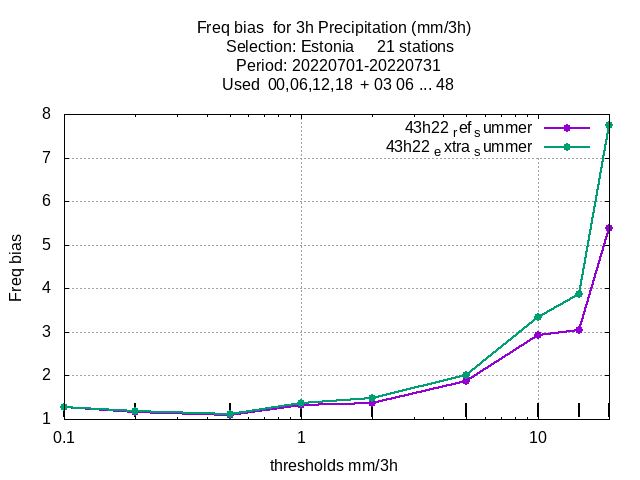 Freq bias  for 3h Precipitation (mm/3h)
Selection: Estonia     21 stations
Period: 20220701-20220731
Used  00,06,12,18  + 03 06 ... 48
8
7
6
5
4
3
2
1
Freq bias
43h22 ref summer
43h22 extra summer
0.1
1
10
thresholds mm/3h